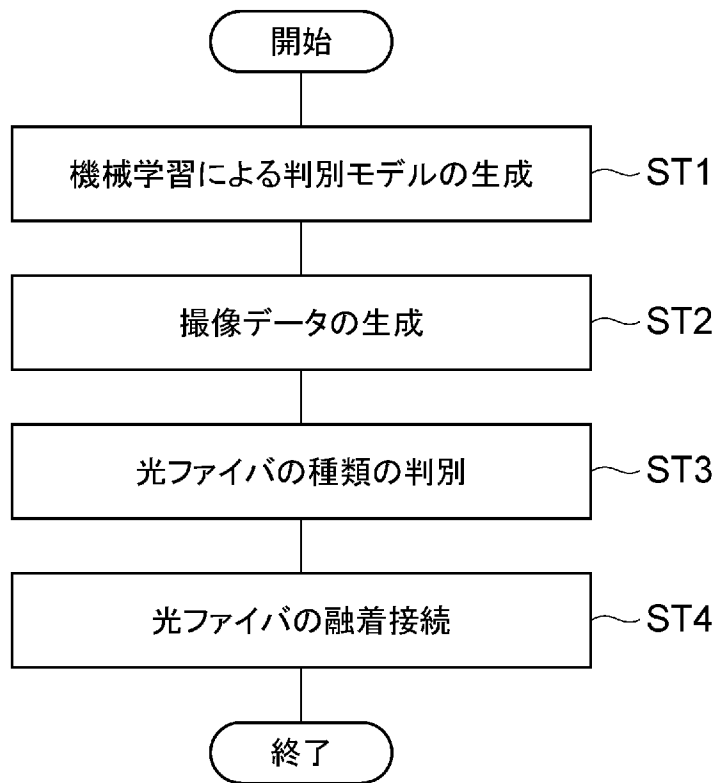 開始
機械学習による判別モデルの生成
ST1
撮像データの生成
ST2
光ファイバの種類の判別
ST3
光ファイバの融着接続
ST4
終了